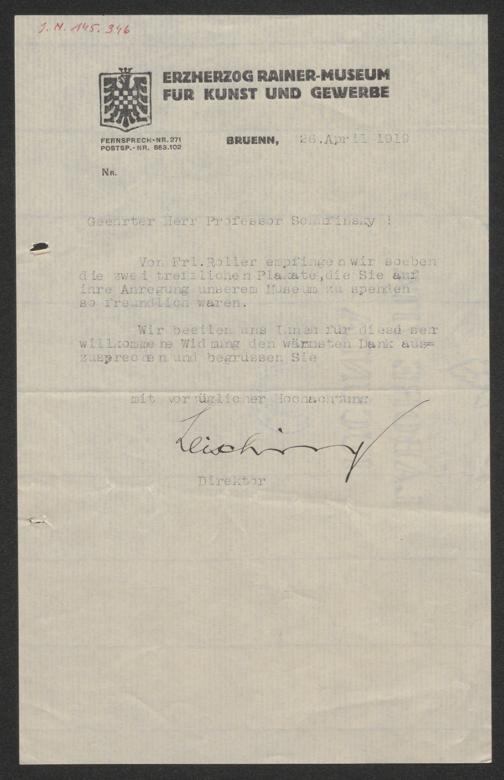 J.N. 145.346
ERZHERZOG RAINER-MUSEUM
FÜR KUNST UND GEWERBE
FERNSPRECH-NR. 271
POSTSP.-NR. 863.102
BRUENN, 26.April 1919
NR.
Geehrter Herr Professor !
Von Frl.Roller empfingen wir soeben
die zwei trefflichen Plakate,die Sie auf
ihre Anregung unserem Museum zu spenden
so freundlich waren.
Wir beeilen uns Ihnen für diese sehr
willkommene Widmung den wärmsten Dank aus=
zusprechen und begrüssen Sie
mit vorzüglicher Hochachtung
Leisching
Direktor